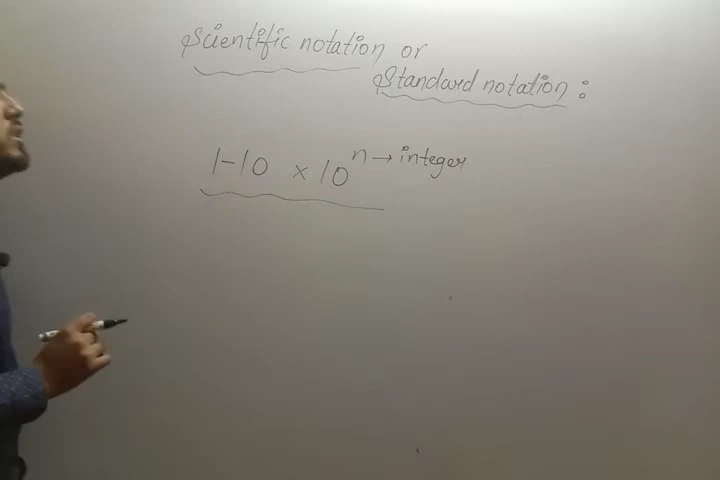 Scientific notation or
Standard notation :
1-10 × 10ⁿ → integer